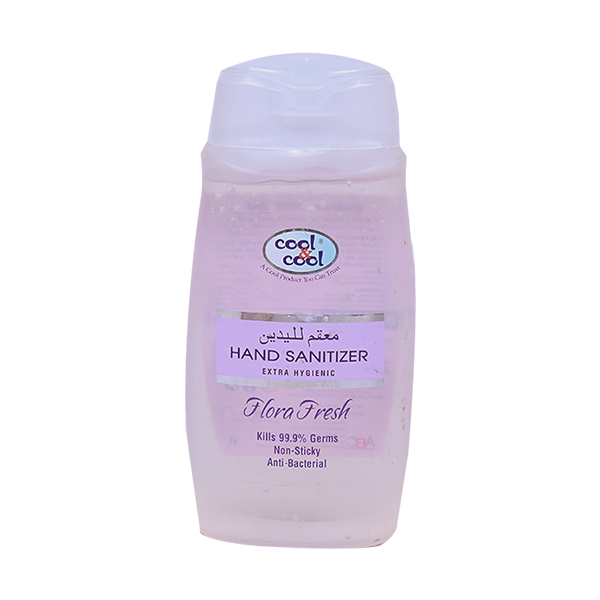 cool®
& cool
A Cool Product You Can Trust
معقم لليدين
HAND SANITIZER
EXTRA HYGIENIC
Flora Fresh
Kills 99.9% Germs
Non-Sticky
Anti-Bacterial